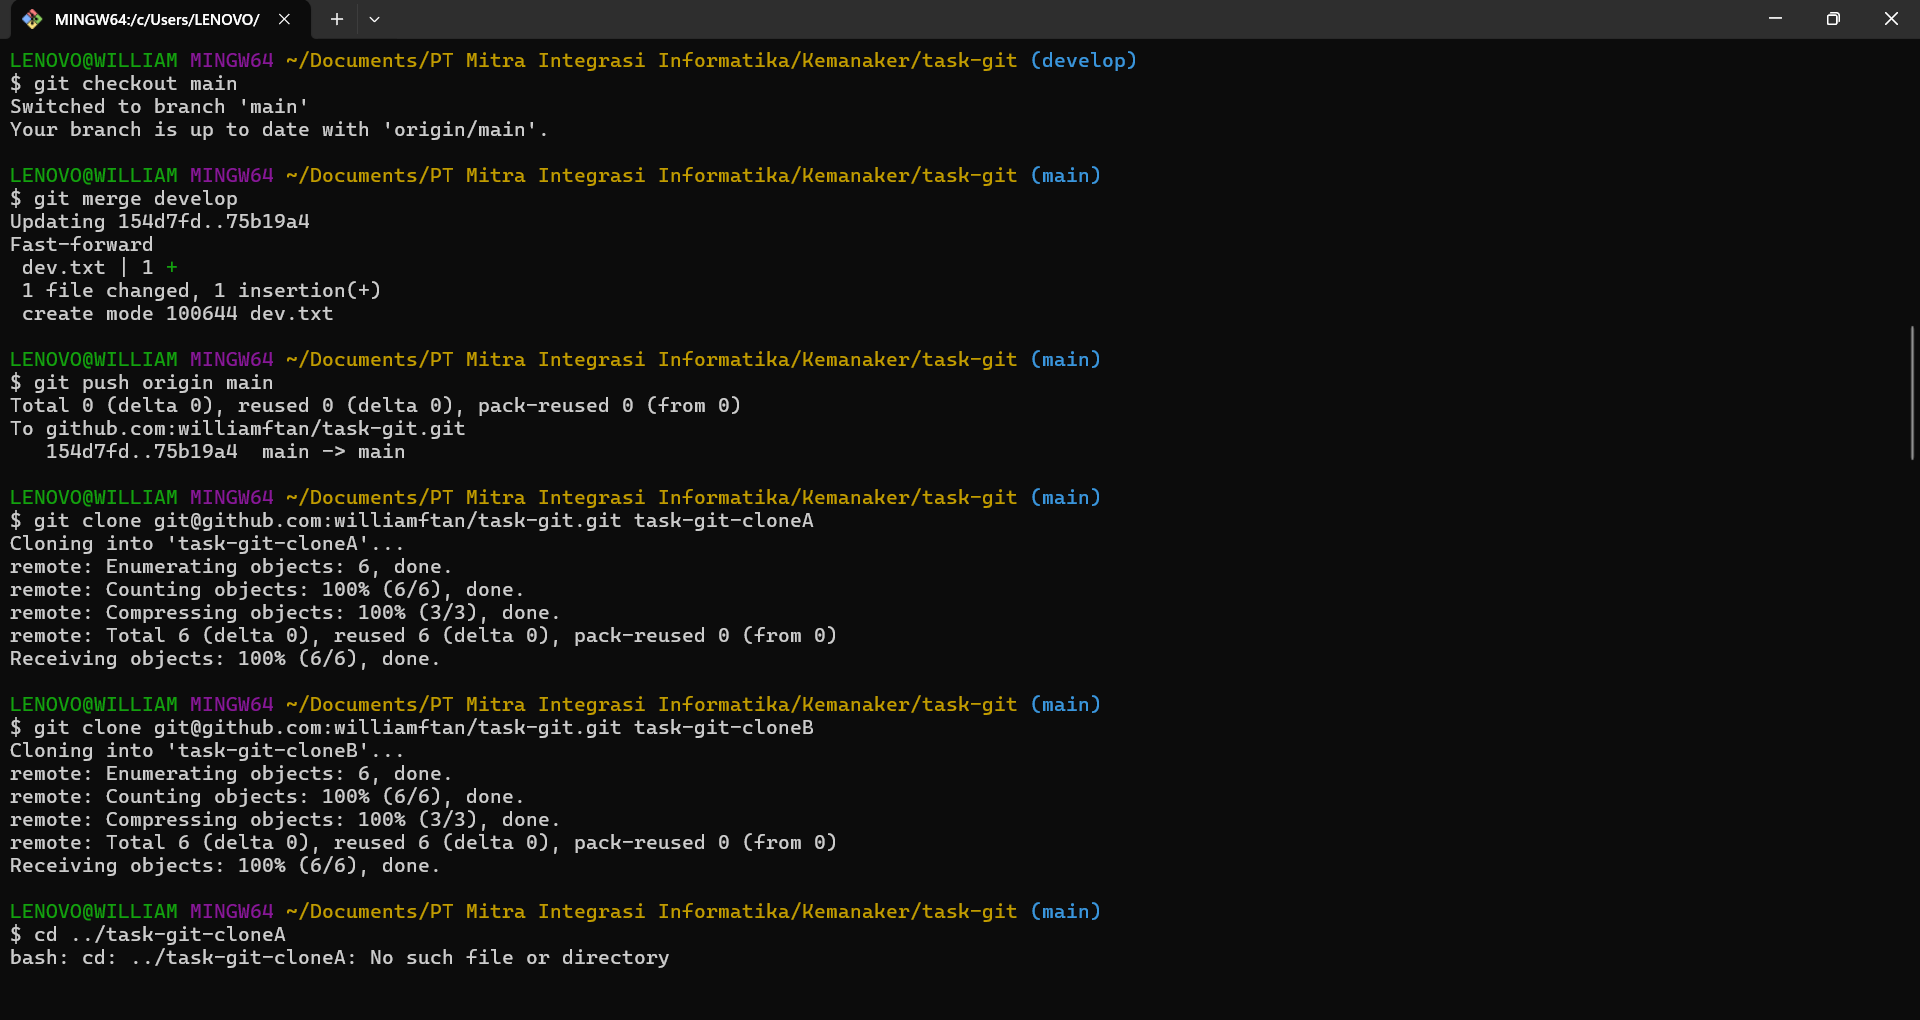 MINGW64:/c/Users/LENOVO/
LENOVO@WILLIAM MINGW64 ~/Documents/PT Mitra Integrasi Informatika/Kemanaker/task-git (develop)
$ git checkout main
Switched to branch 'main'
Your branch is up to date with 'origin/main'.
LENOVO@WILLIAM MINGW64 ~/Documents/PT Mitra Integrasi Informatika/Kemanaker/task-git (main)
$ git merge develop
Updating 154d7fd..75b19a4
Fast-forward
 dev.txt | 1 +
 1 file changed, 1 insertion(+)
 create mode 100644 dev.txt
LENOVO@WILLIAM MINGW64 ~/Documents/PT Mitra Integrasi Informatika/Kemanaker/task-git (main)
$ git push origin main
Total 0 (delta 0), reused 0 (delta 0), pack-reused 0 (from 0)
To github.com:williamftan/task-git.git
   154d7fd..75b19a4  main -> main
LENOVO@WILLIAM MINGW64 ~/Documents/PT Mitra Integrasi Informatika/Kemanaker/task-git (main)
$ git clone git@github.com:williamftan/task-git.git task-git-cloneA
Cloning into 'task-git-cloneA'...
remote: Enumerating objects: 6, done.
remote: Counting objects: 100% (6/6), done.
remote: Compressing objects: 100% (3/3), done.
remote: Total 6 (delta 0), reused 6 (delta 0), pack-reused 0 (from 0)
Receiving objects: 100% (6/6), done.
LENOVO@WILLIAM MINGW64 ~/Documents/PT Mitra Integrasi Informatika/Kemanaker/task-git (main)
$ git clone git@github.com:williamftan/task-git.git task-git-cloneB
Cloning into 'task-git-cloneB'...
remote: Enumerating objects: 6, done.
remote: Counting objects: 100% (6/6), done.
remote: Compressing objects: 100% (3/3), done.
remote: Total 6 (delta 0), reused 6 (delta 0), pack-reused 0 (from 0)
Receiving objects: 100% (6/6), done.
LENOVO@WILLIAM MINGW64 ~/Documents/PT Mitra Integrasi Informatika/Kemanaker/task-git (main)
$ cd ../task-git-cloneA
bash: cd: ../task-git-cloneA: No such file or directory